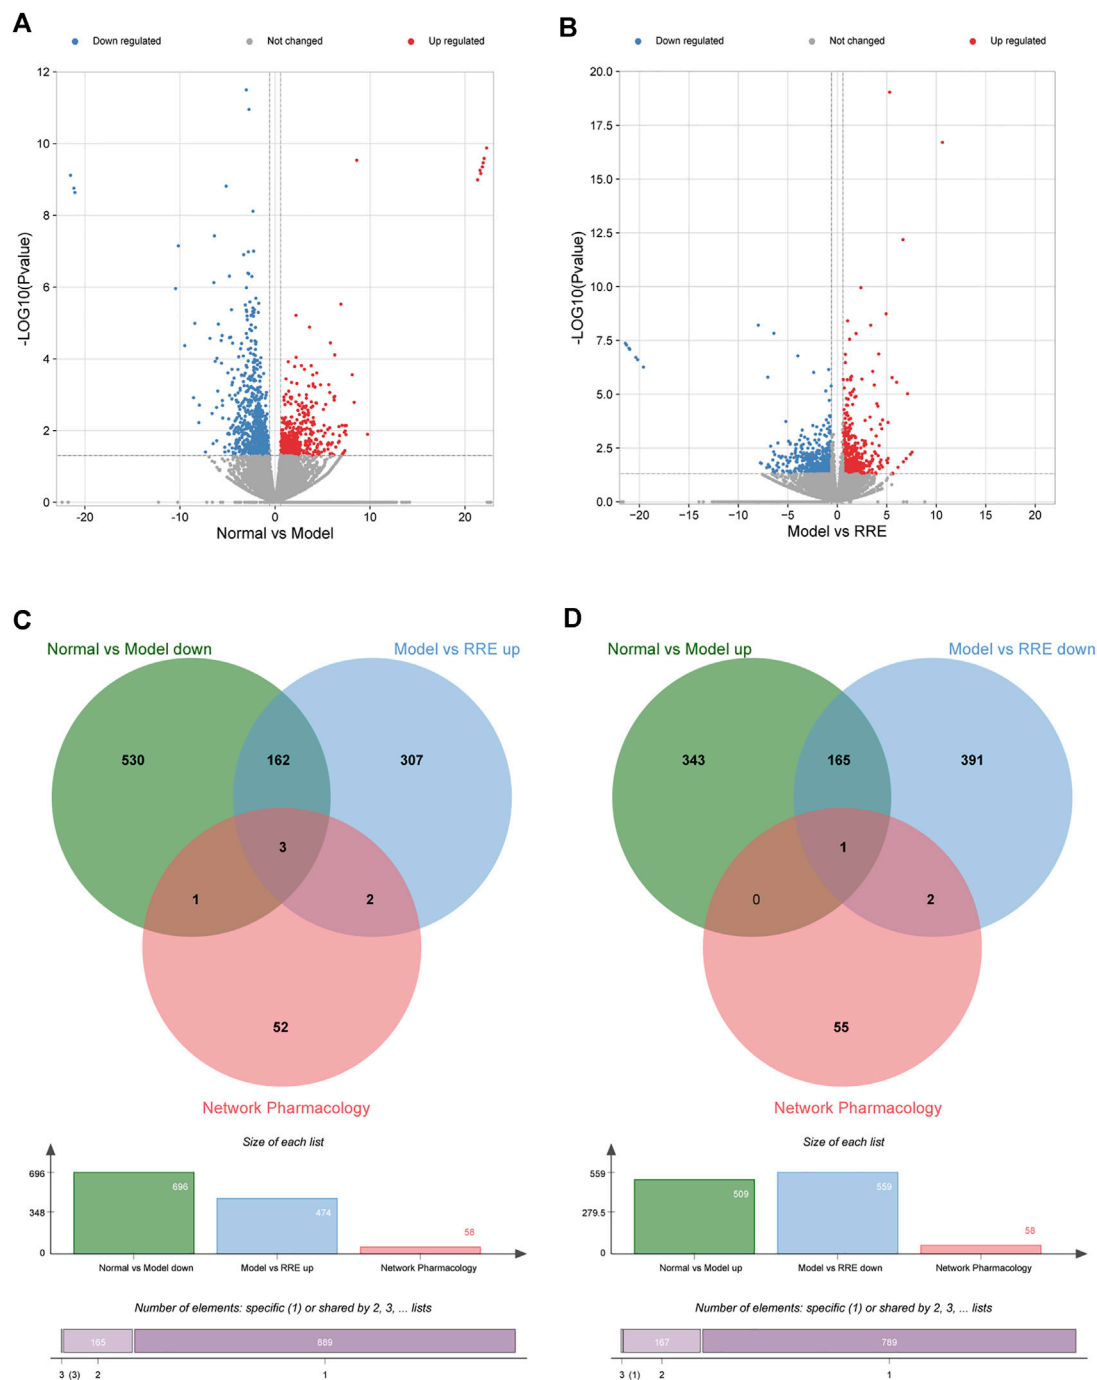 A
Down regulated
Not changed
Up regulated
12
10
8
6
4
2
0
-LOG10(Pvalue)
-20
-10
0
10
20
Normal vs Model
B
Down regulated
Not changed
Up regulated
20.0
17.5
15.0
12.5
10.0
7.5
5.0
2.5
0.0
-LOG10(Pvalue)
−20
−15
−10
−5
0
5
10
15
20
Model vs RRE
C
Normal vs Model down
Model vs RRE up
530
162
307
3
1
2
52
Network Pharmacology
Size of each list
696
348
0
696
474
58
Normal vs Model down
Model vs RRE up
Network Pharmacology
Number of elements: specific (1) or shared by 2, 3, ... lists
165
889
3 (3)
2
1
D
Normal vs Model up
Model vs RRE down
343
165
391
1
0
2
55
Network Pharmacology
Size of each list
559
279.5
0
509
559
58
Normal vs Model up
Model vs RRE down
Network Pharmacology
Number of elements: specific (1) or shared by 2, 3, ... lists
167
789
3 (1)
2
1